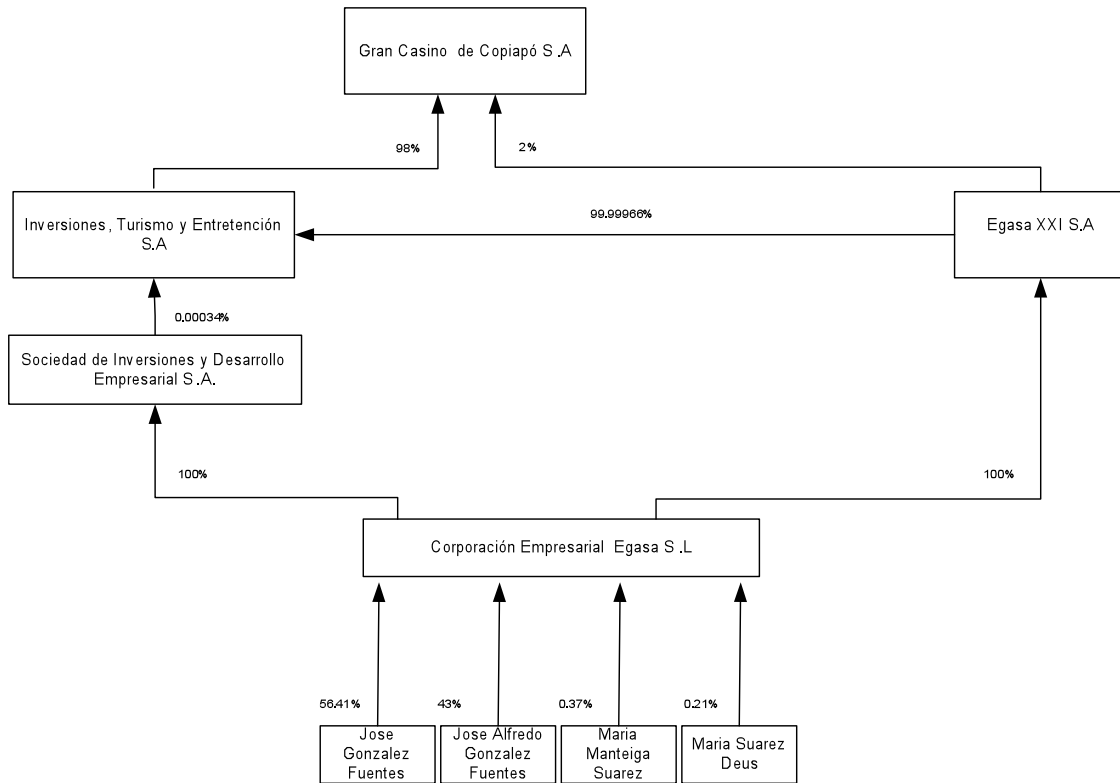 Gran Casino de Copiapó S.A
98%
2%
Inversiones, Turismo y Entretención
S.A
99.99966%
Egasa XXI S.A
0.00034%
Sociedad de Inversiones y Desarrollo
Empresarial S.A.
100%
100%
Corporación Empresarial Egasa S.L
56.41%
43%
0.37%
0.21%
Jose
Gonzalez
Fuentes
Jose Alfredo
Gonzalez
Fuentes
Maria
Manteiga
Suarez
Maria Suarez
Deus